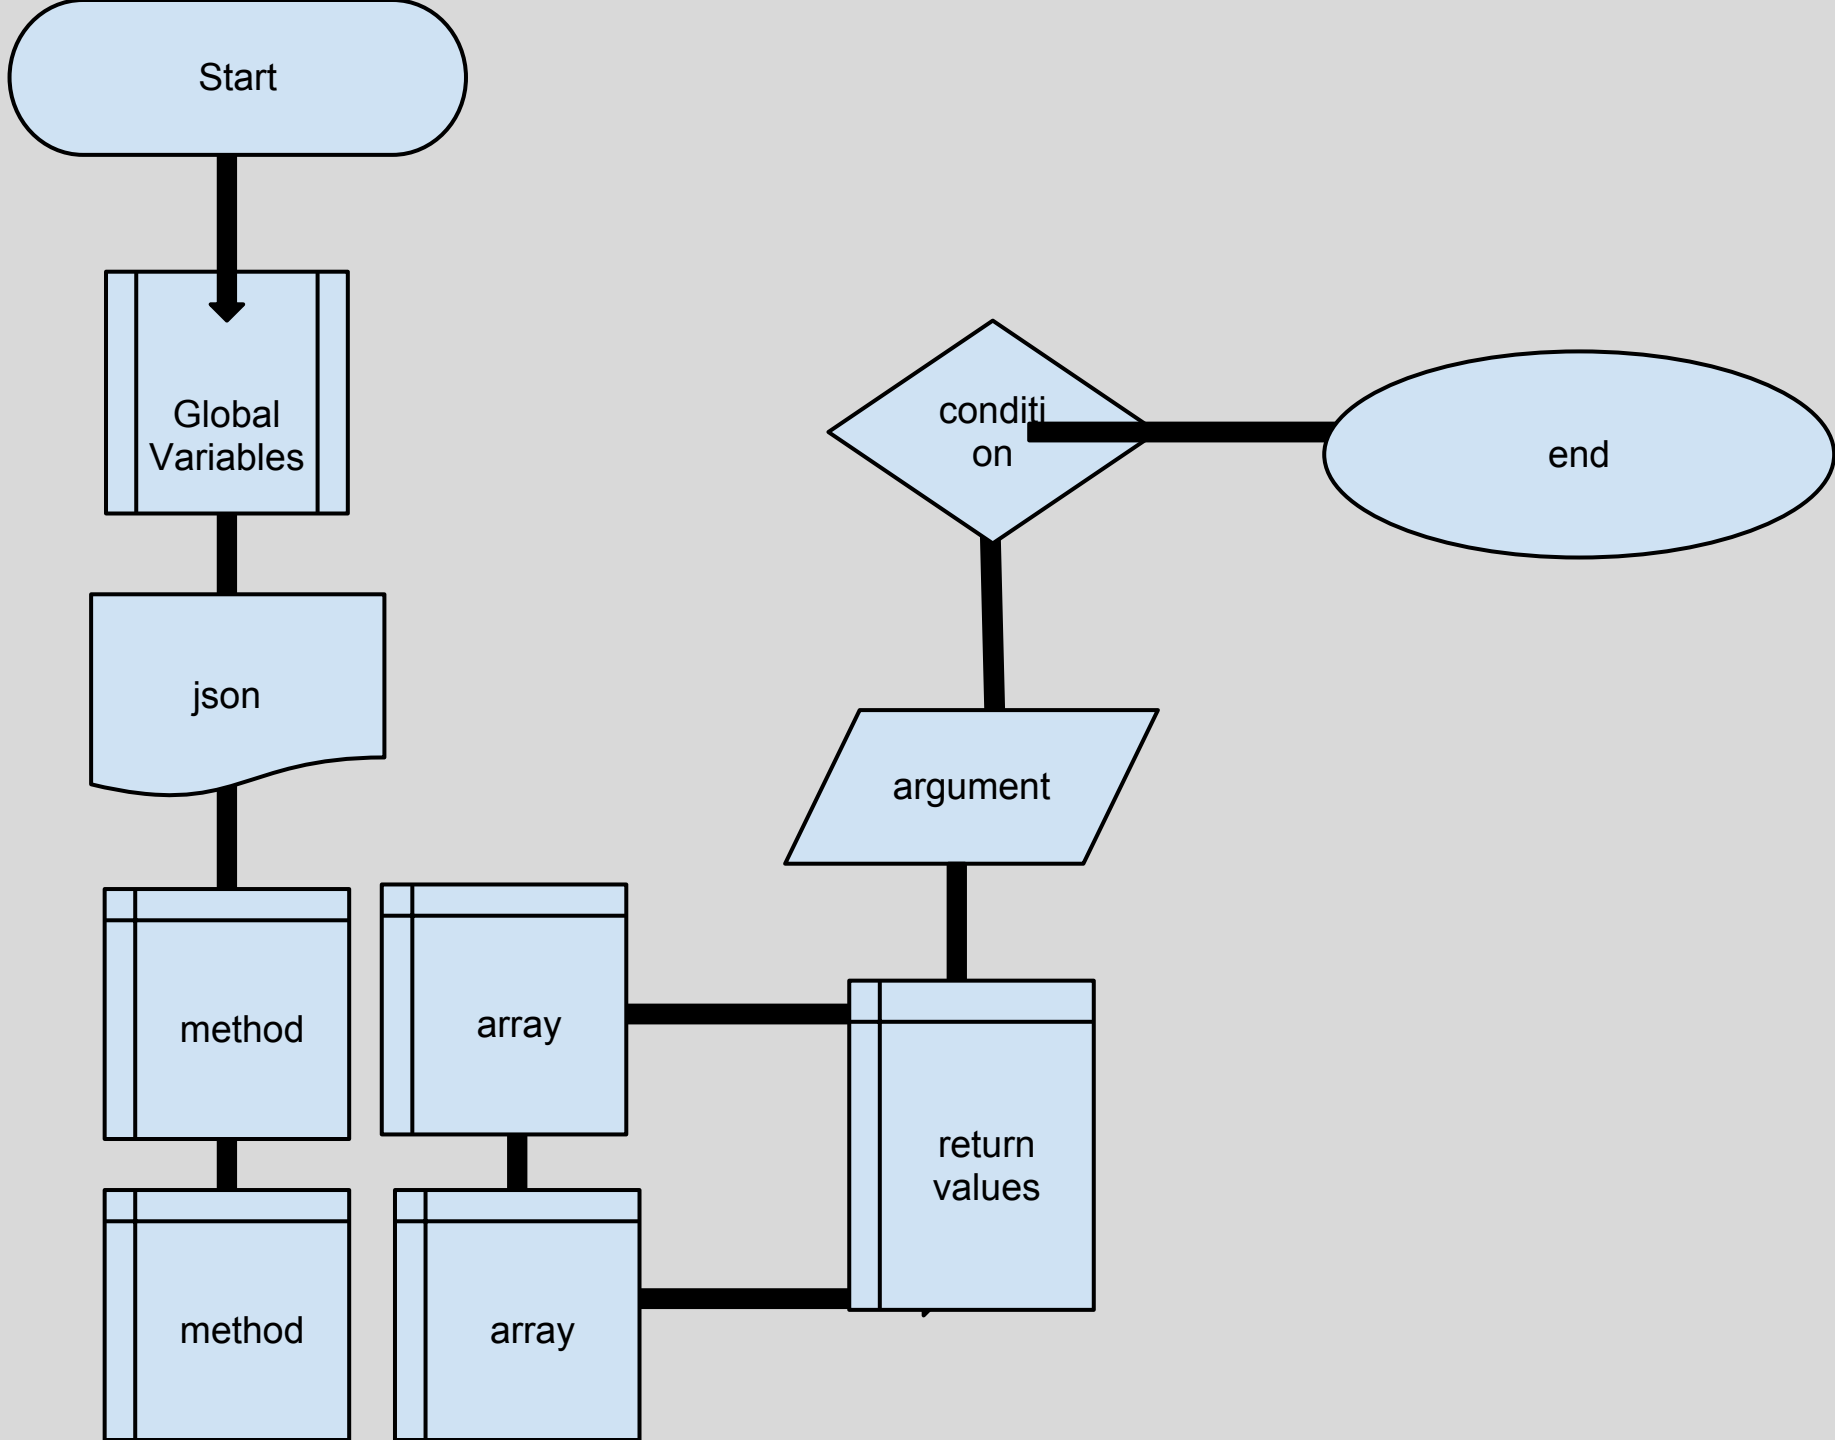 Start
Global
Variables
json
method
method
array
array
return
values
argument
conditi
on
end